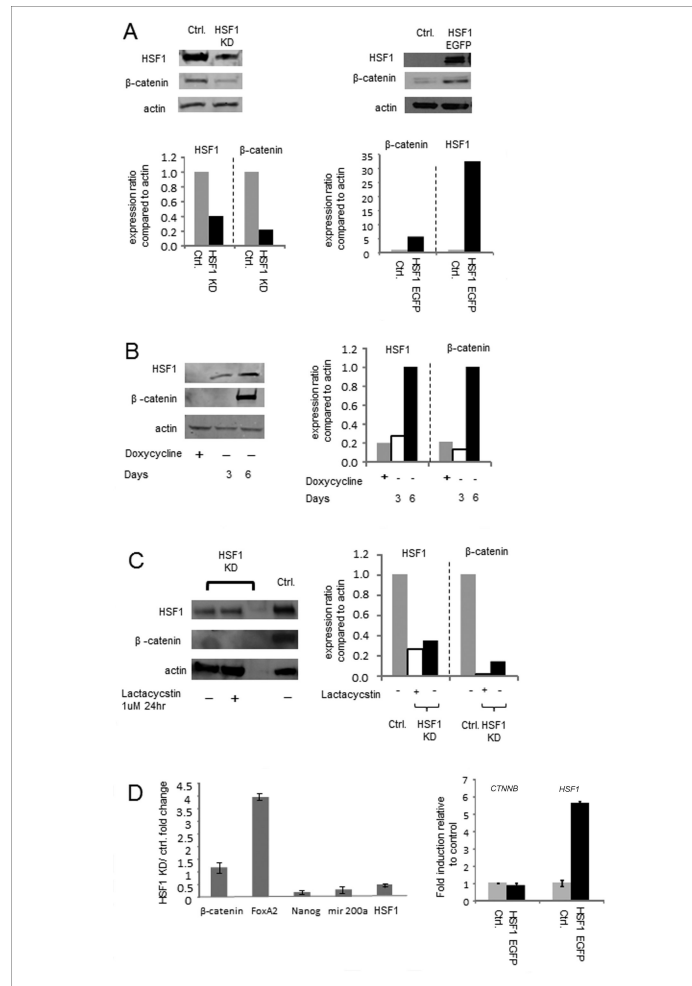 A
Ctrl.
HSF1
KD
HSF1
β-catenin
actin
Ctrl.
HSF1
EGFP
HSF1
β-catenin
actin
HSF1 β-catenin
expression ratio
compared to actin
1.2
1.0
0.8
0.6
0.4
0.2
0.0
Ctrl.
HSF1 KD
Ctrl.
HSF1 KD
β-catenin HSF1
expression ratio
compared to actin
35
30
25
20
15
10
5
0
Ctrl.
HSF1 EGFP
Ctrl.
HSF1 EGFP
B
HSF1
β -catenin
actin
Doxycycline + – –
Days 3 6
HSF1 β-catenin
expression ratio
compared to actin
1.2
1.0
0.8
0.6
0.4
0.2
0.0
Doxycycline + - - + - -
Days 3 6 3 6
C
HSF1
KD
Ctrl.
HSF1
β -catenin
actin
Lactacycstin
1uM 24hr
– + –
HSF1 β-catenin
expression ratio
compared to actin
1.2
1.0
0.8
0.6
0.4
0.2
0.0
Lactacyстin - + - - + -
Ctrl. HSF1
KD
Ctrl. HSF1
KD
D
HSF1 KD/ ctrl. fold change
4.5
4
3.5
3
2.5
2
1.5
1
0.5
β-catenin FoxA2 Nanog mir 200a HSF1
CTNNB HSF1
Fold induction relative
to control
7
6
5
4
3
2
1
0
Ctrl.
HSF1 EGFP
Ctrl.
HSF1 EGFP